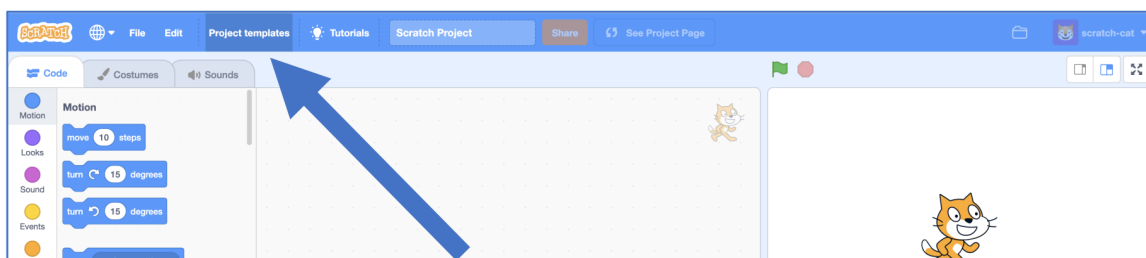 SCRATCH File Edit Project templates Tutorials Scratch Project Share See Project Page scratch-cat
Code Costumes Sounds
Motion
Looks
Sound
Events
Motion
move 10 steps
turn 15 degrees
turn 15 degrees